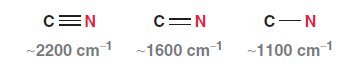 C≡N C=N C—N
~2200 cm⁻¹ ~1600 cm⁻¹ ~1100 cm⁻¹